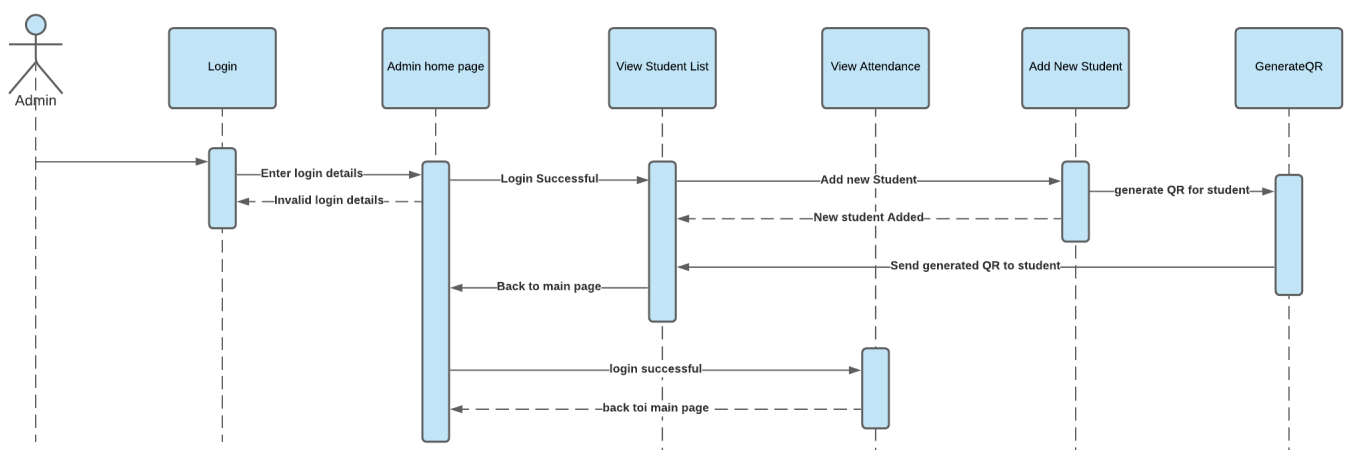 Admin
Login
Admin home page
View Student List
View Attendance
Add New Student
GenerateQR
Enter login details
Login Successful
Add new Student
generate QR for student
Invalid login details
New student Added
Send generated QR to student
Back to main page
login successful
back toi main page